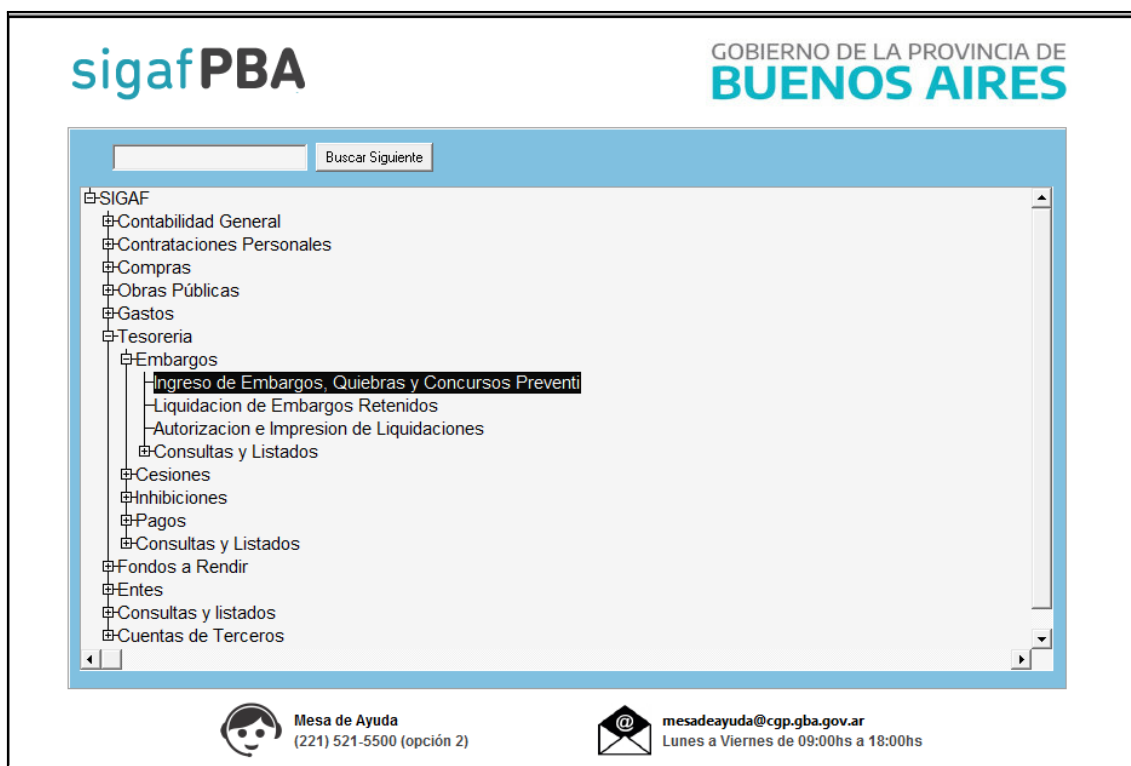 sigafPBA
GOBIERNO DE LA PROVINCIA DE
BUENOS AIRES
Buscar Siguiente
SIGAF
Contabilidad General
Contrataciones Personales
Compras
Obras Públicas
Gastos
Tesoreria
Embargos
Ingreso de Embargos, Quiebras y Concursos Preventi
Liquidacion de Embargos Retenidos
Autorizacion e Impresion de Liquidaciones
Consultas y Listados
Cesiones
Inhibiciones
Pagos
Consultas y Listados
Fondos a Rendir
Entes
Consultas y listados
Cuentas de Terceros
Mesa de Ayuda
(221) 521-5500 (opción 2)
@
mesadeayuda@cgp.gba.gov.ar
Lunes a Viernes de 09:00hs a 18:00hs